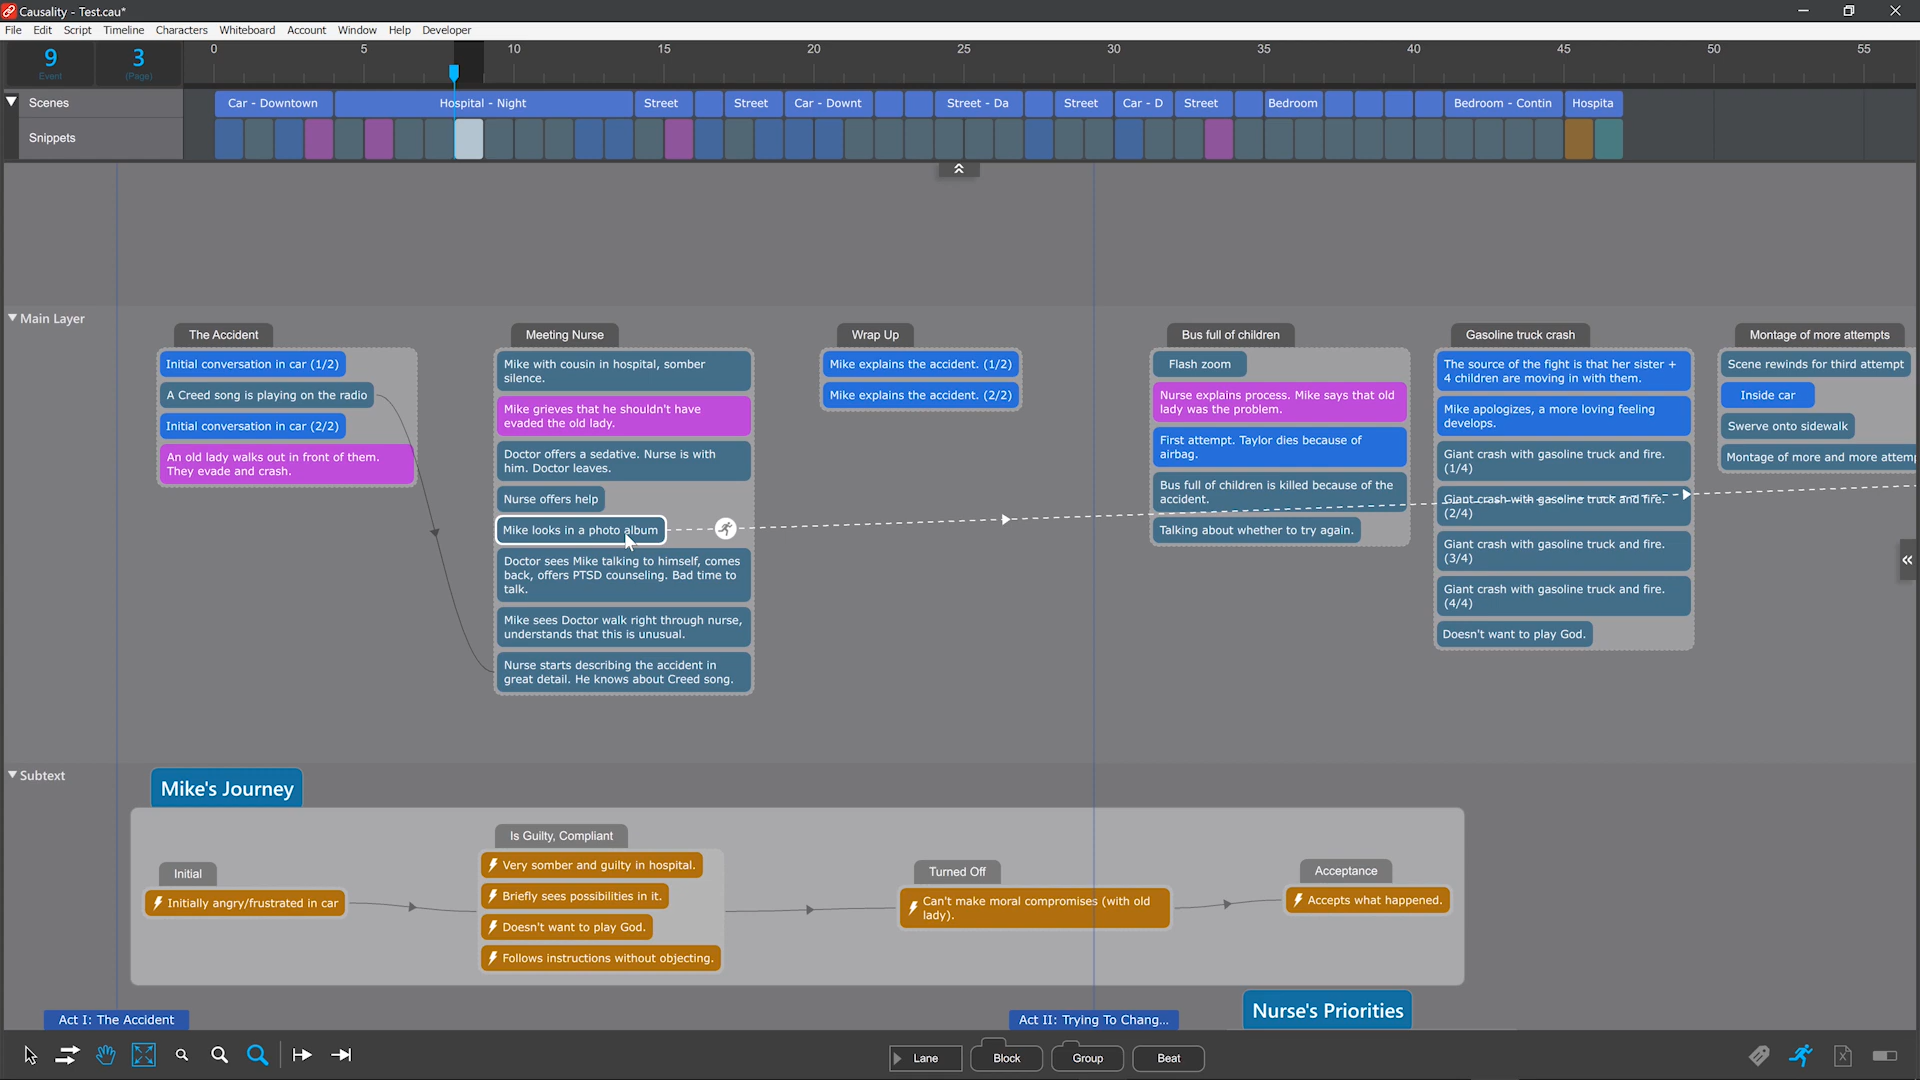 Causality - Test.cau*
File Edit Script Timeline Characters Whiteboard Account Window Help Developer
9 3
Event (Page)
0 5 10 15 20 25 30 35 40 45 50 55
Scenes
Car - Downtown Hospital - Night Street Street Car - Downt Street - Da Street Car - D Street Bedroom Bedroom - Contin Hospita
Snippets
Main Layer
The Accident
Initial conversation in car (1/2)
A Creed song is playing on the radio
Initial conversation in car (2/2)
An old lady walks out in front of them.
They evade and crash.
Meeting Nurse
Mike with cousin in hospital, somber
silence.
Mike grieves that he shouldn't have
evaded the old lady.
Doctor offers a sedative. Nurse is with
him. Doctor leaves.
Nurse offers help
Mike looks in a photo album
Doctor sees Mike talking to himself, comes
back, offers PTSD counseling. Bad time to
talk.
Mike sees Doctor walk right through nurse,
understands that this is unusual.
Nurse starts describing the accident in
great detail. He knows about Creed song.
Wrap Up
Mike explains the accident. (1/2)
Mike explains the accident. (2/2)
Bus full of children
Flash zoom
Nurse explains process. Mike says that old
lady was the problem.
First attempt. Taylor dies because of
airbag.
Bus full of children is killed because of the
accident.
Talking about whether to try again.
Gasoline truck crash
The source of the fight is that her sister +
4 children are moving in with them.
Mike apologizes, a more loving feeling
develops.
Giant crash with gasoline truck and fire.
(1/4)
Giant crash with gasoline truck and fire.
(2/4)
Giant crash with gasoline truck and fire.
(3/4)
Giant crash with gasoline truck and fire.
(4/4)
Doesn't want to play God.
Montage of more attempts
Scene rewinds for third attempt
Inside car
Swerve onto sidewalk
Montage of more and more attemp
Subtext
Mike's Journey
Initial
Initially angry/frustrated in car
Is Guilty, Compliant
Very somber and guilty in hospital.
Briefly sees possibilities in it.
Doesn't want to play God.
Follows instructions without objecting.
Turned Off
Can't make moral compromises (with old
lady).
Acceptance
Accepts what happened.
Nurse's Priorities
Act I: The Accident
Act II: Trying To Chang...
Lane Block Group Beat